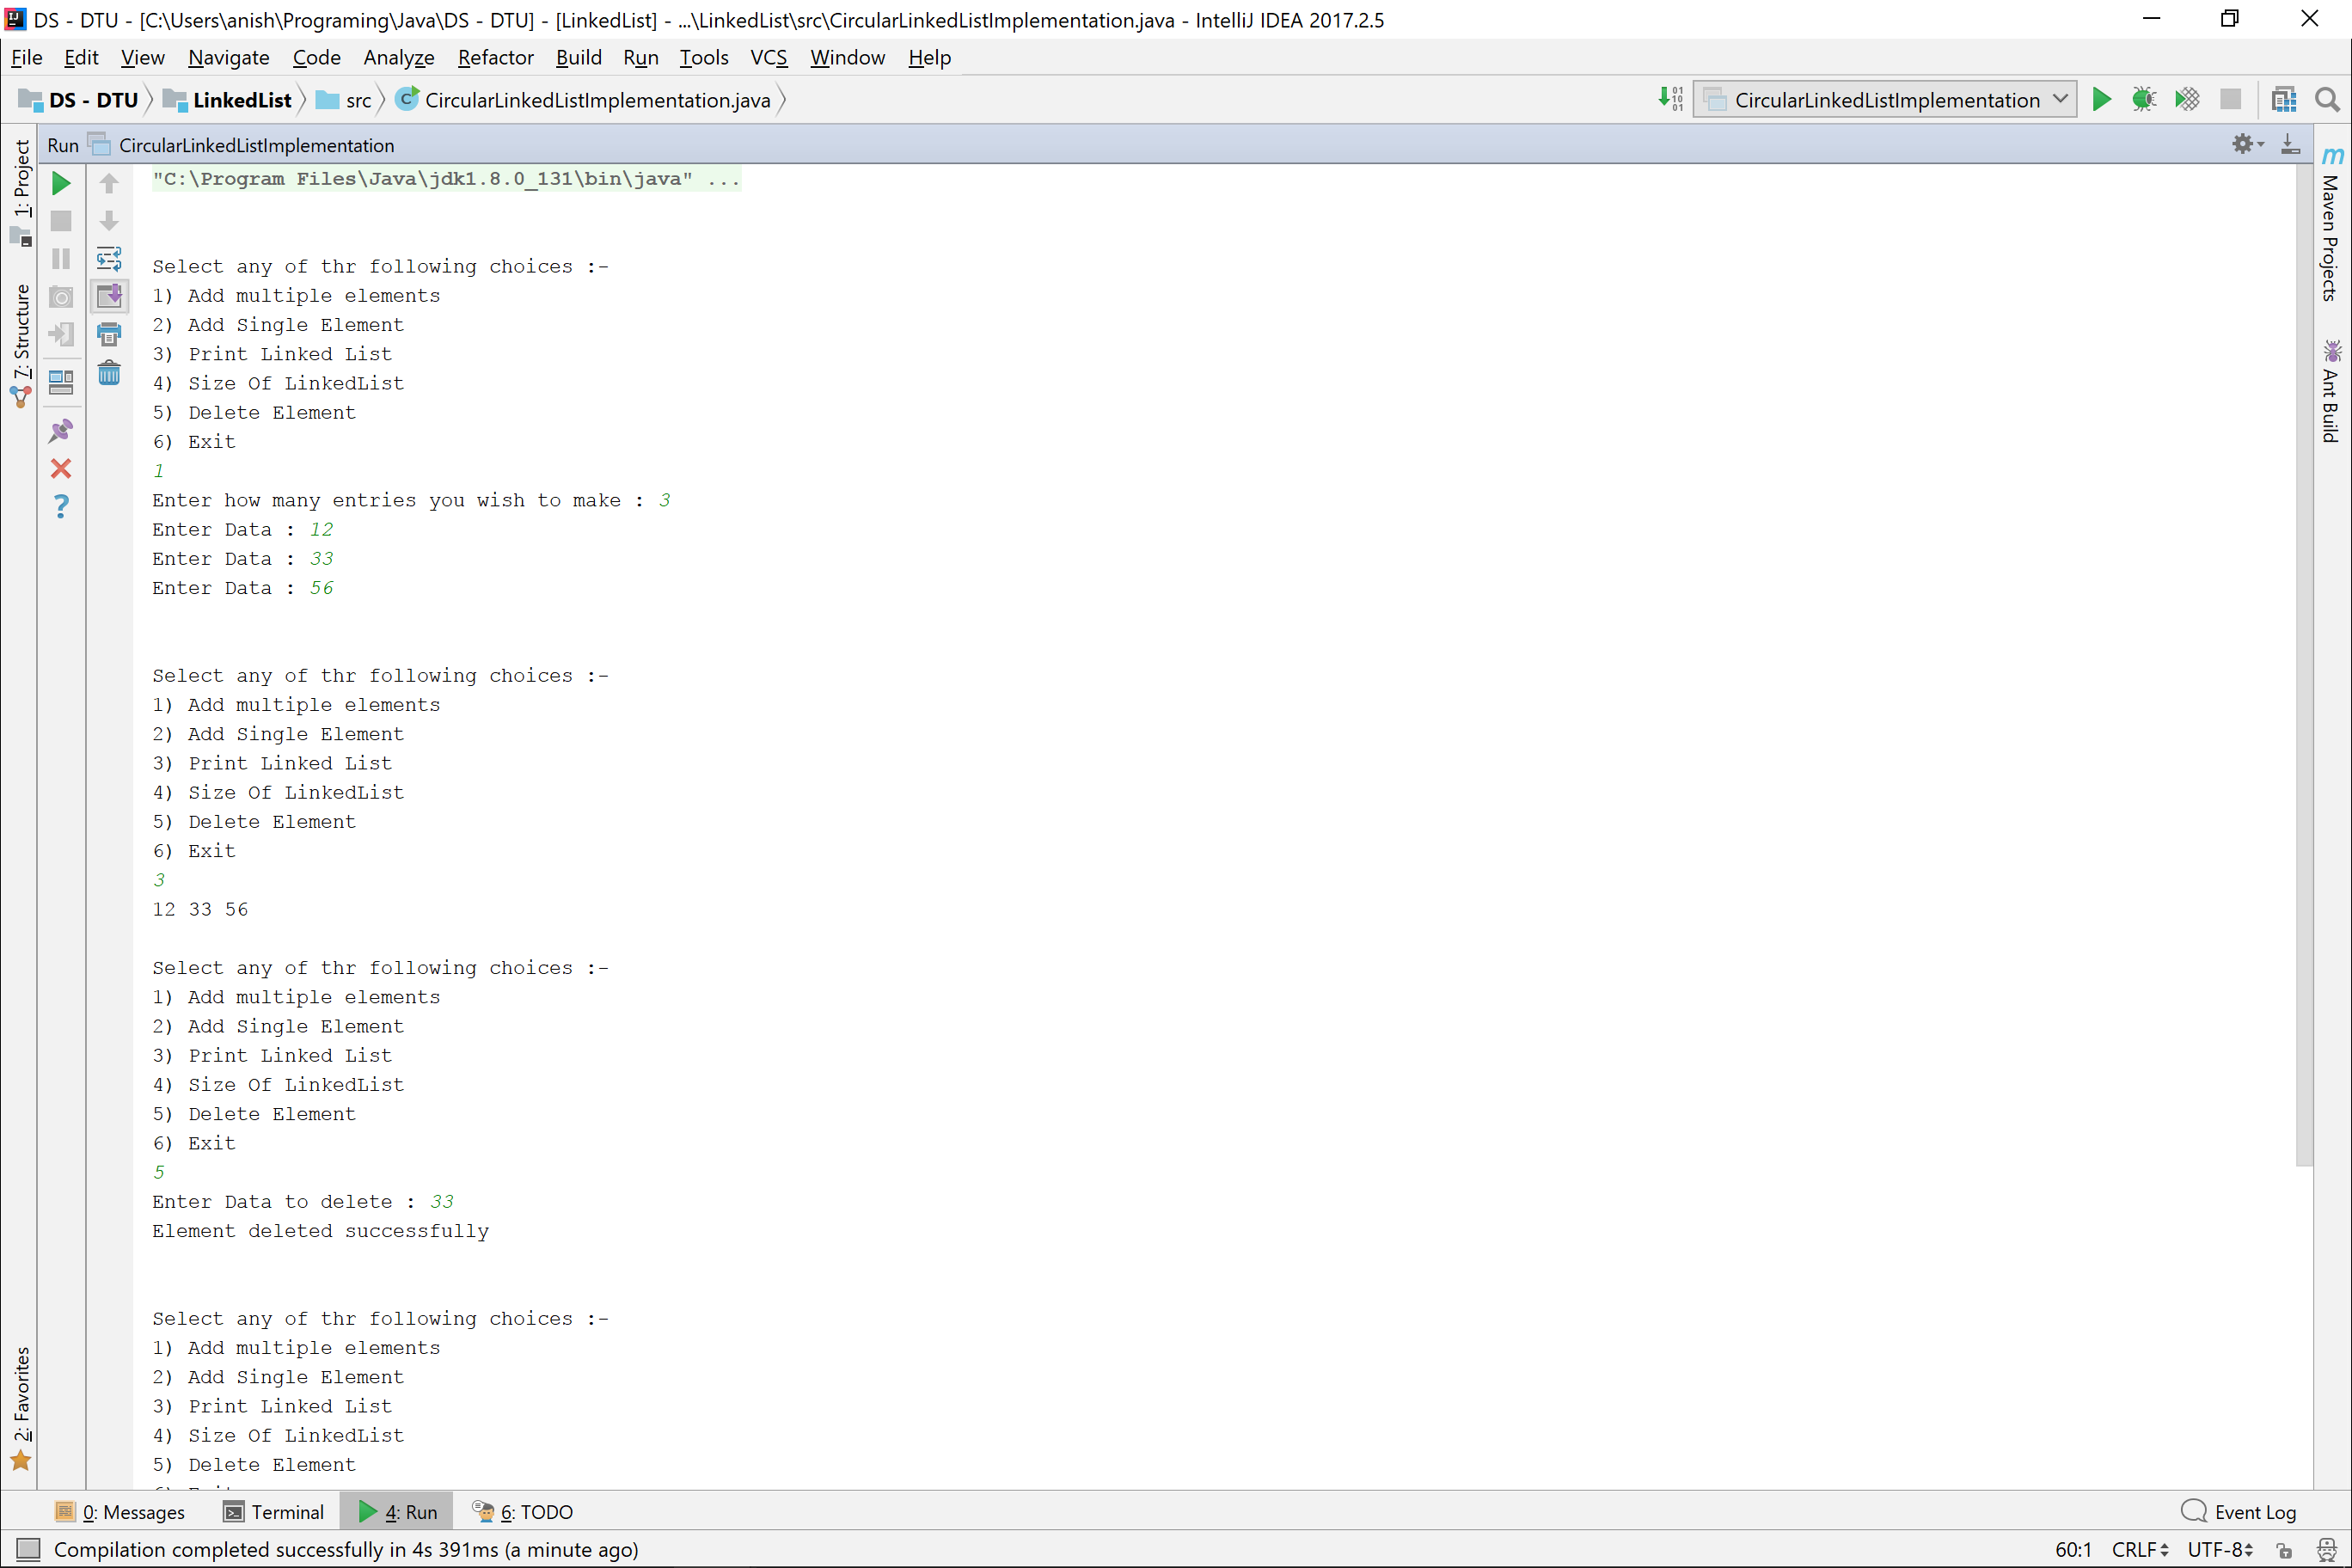 DS - DTU - [C:\Users\anish\Programing\Java\DS - DTU] - [LinkedList] - ...\LinkedList\src\CircularLinkedListImplementation.java - IntelliJ IDEA 2017.2.5
File Edit View Navigate Code Analyze Refactor Build Run Tools VCS Window Help
DS - DTU LinkedList src CircularLinkedListImplementation.java CircularLinkedListImplementation
Run CircularLinkedListImplementation
1: Project
7: Structure
2: Favorites
"C:\Program Files\Java\jdk1.8.0_131\bin\java" ...
Select any of thr following choices :-
1) Add multiple elements
2) Add Single Element
3) Print Linked List
4) Size Of LinkedList
5) Delete Element
6) Exit
1
Enter how many entries you wish to make : 3
Enter Data : 12
Enter Data : 33
Enter Data : 56
Select any of thr following choices :-
1) Add multiple elements
2) Add Single Element
3) Print Linked List
4) Size Of LinkedList
5) Delete Element
6) Exit
3
12 33 56
Select any of thr following choices :-
1) Add multiple elements
2) Add Single Element
3) Print Linked List
4) Size Of LinkedList
5) Delete Element
6) Exit
5
Enter Data to delete : 33
Element deleted successfully
Select any of thr following choices :-
1) Add multiple elements
2) Add Single Element
3) Print Linked List
4) Size Of LinkedList
5) Delete Element
Maven Projects
Ant Build
0: Messages Terminal 4: Run 6: TODO Event Log
Compilation completed successfully in 4s 391ms (a minute ago) 60:1 CRLF UTF-8